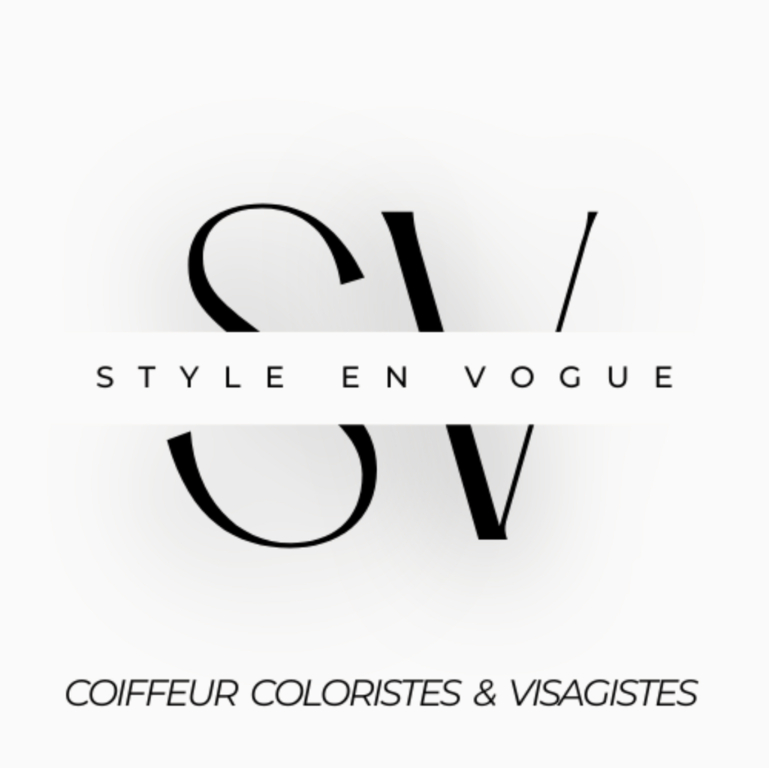 SV
STYLE EN VOGUE
COIFFEUR COLORISTES & VISAGISTES